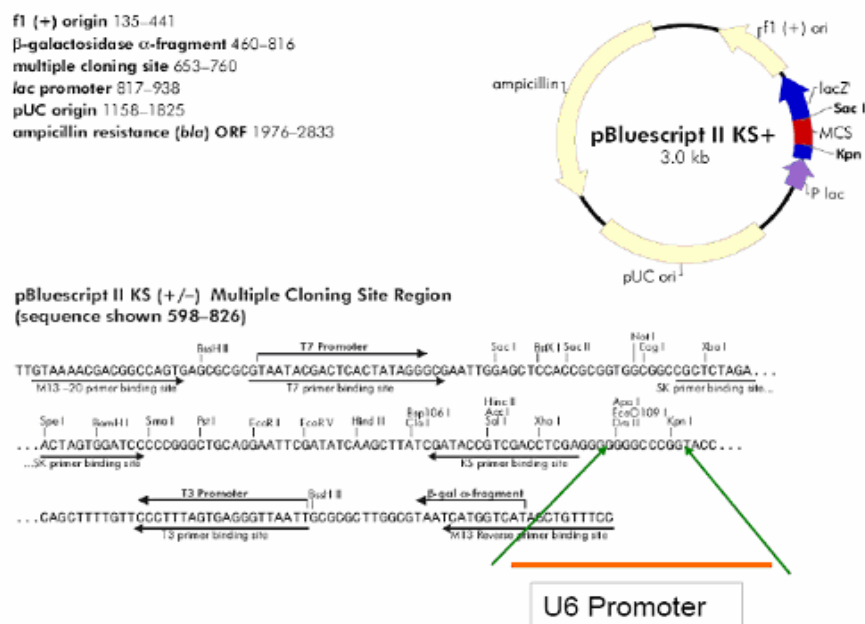 f1 (+) origin 135–441
β-galactosidase α-fragment 460–816
multiple cloning site 653–760
lac promoter 817–938
pUC origin 1158–1825
ampicillin resistance (bla) ORF 1976–2833
f1 (+) ori
ampicillin
lacZ'
Sac I
pBluescript II KS+
MCS
3.0 kb
Kpn
P lac
pUC ori
pBluescript II KS (+/–) Multiple Cloning Site Region
(sequence shown 598–826)
BssH II
T7 Promoter
Sac I
BstX I
Sac II
Not I
Eag I
Xba I
TTGTAAAACGACGGCCAGTGAGCGCGCGTAATACGACTCACTATAGGGCGAATTGGAGCTCCACCGCGGTGGCGGCCGCTCTAGA...
M13 –20 primer binding site
T7 primer binding site
SK primer binding site...
Spe I
BamH I
Sma I
Pst I
EcoR I
EcoR V
Hind III
Bsp106 I
Cla I
Hinc II
Acc I
Sal I
Xho I
Apa I
EcoO109 I
Dra II
Kpn I
...ACTAGTGGATCCCCCGGGCTGCAGGAATTCGATATCAAGCTTATCGATACCGTCGACCTCGAGGGGGGGCCCGGTACC...
...SK primer binding site
KS primer binding site
T3 Promoter
BssH II
β-gal α-fragment
...CAGCTTTTGTTCCCTTTAGTGAGGGTTAATTGCGCGCTTGGCGTAATCATGGTCATAGCTGTTTCC
T3 primer binding site
M13 Reverse primer binding site
U6 Promoter